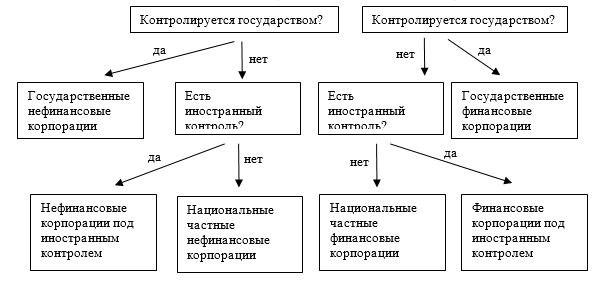 Контролируется государством?
Контролируется государством?
да
нет
нет
да
Государственные
нефинансовые
корпорации
Есть
иностранный
контроль?
Есть
иностранный
контроль?
Государственные
финансовые
корпорации
да
нет
нет
да
Нефинансовые
корпорации под
иностранным
контролем
Национальные
частные
нефинансовые
корпорации
Национальные
частные
финансовые
корпорации
Финансовые
корпорации под
иностранным
контролем